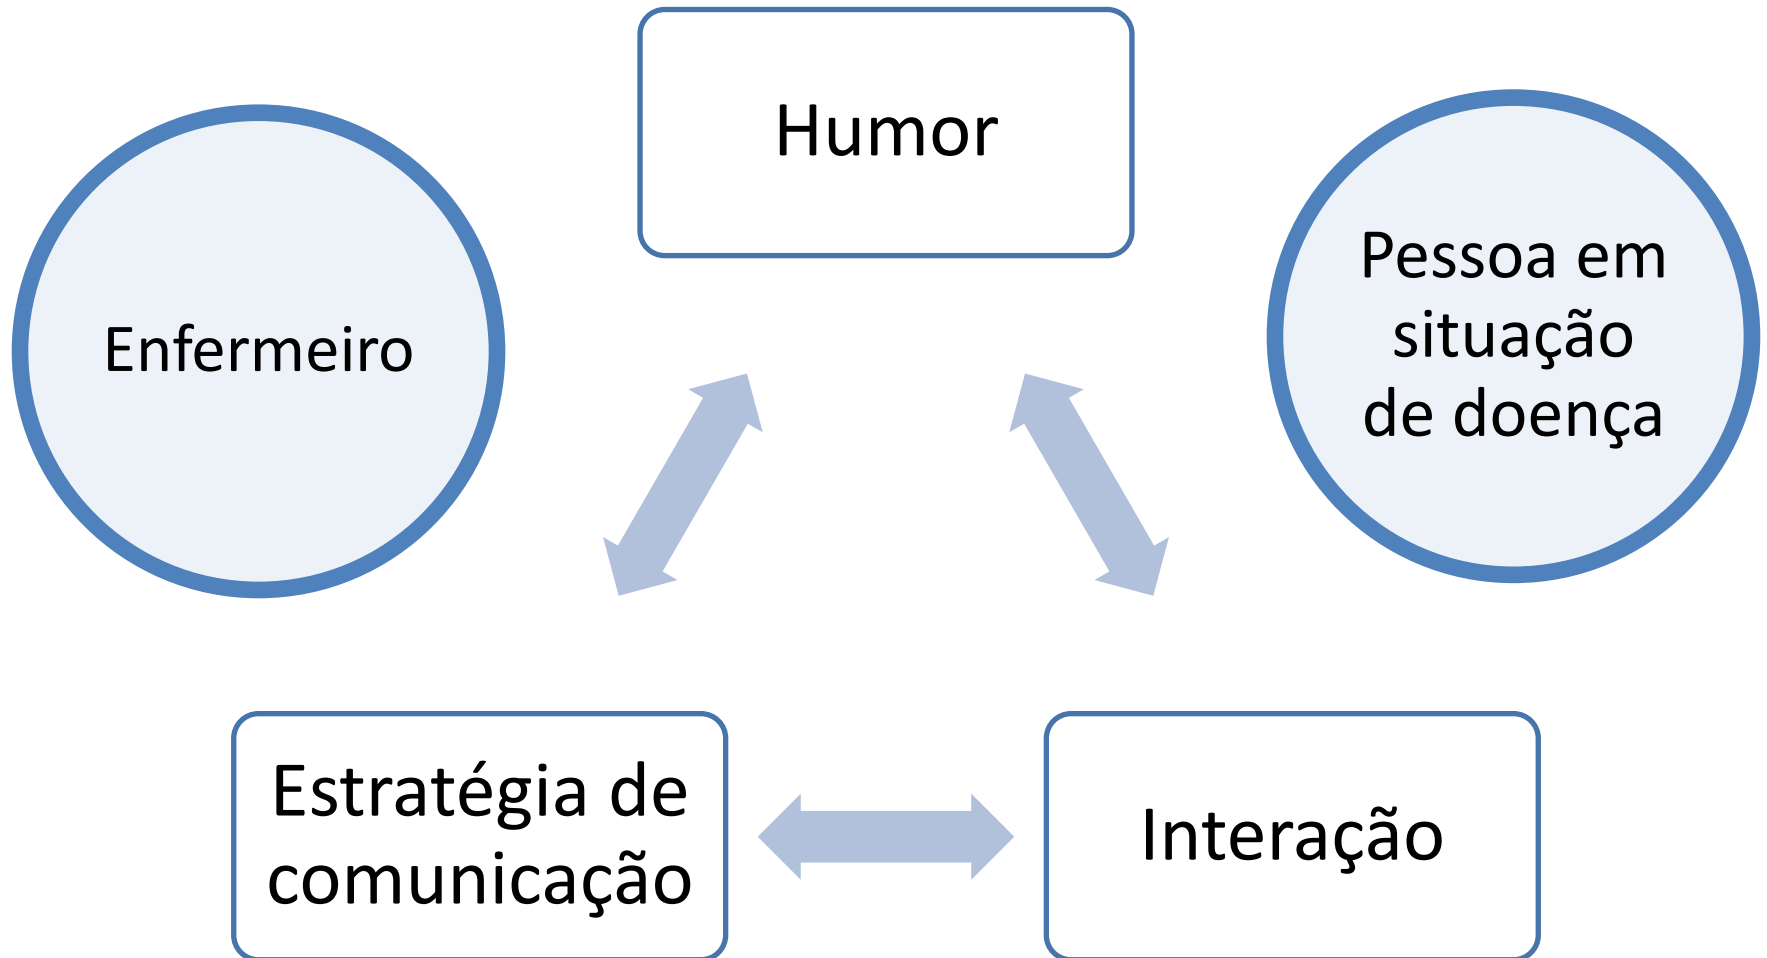 Humor
Enfermeiro
Pessoa em
situação
de doença
Estratégia de
comunicação
Interação